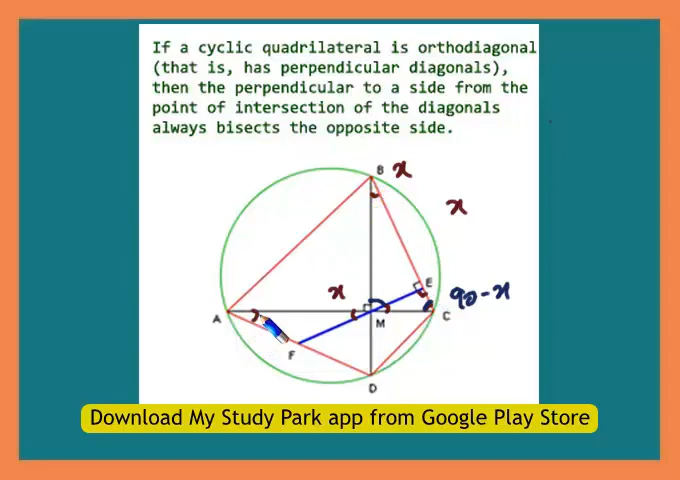 If a cyclic quadrilateral is orthodiagonal
(that is, has perpendicular diagonals),
then the perpendicular to a side from the
point of intersection of the diagonals
always bisects the opposite side.
B x
x
E
x
90-x
A
M
C
F
D
Download My Study Park app from Google Play Store